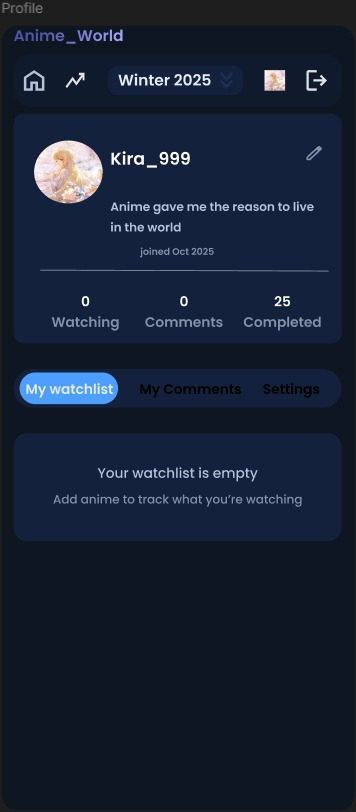 Profile
Anime_World
Winter 2025
Kira_999
Anime gave me the reason to live
in the world
joined Oct 2025
0 0 25
Watching Comments Completed
My watchlist My Comments Settings
Your watchlist is empty
Add anime to track what you're watching